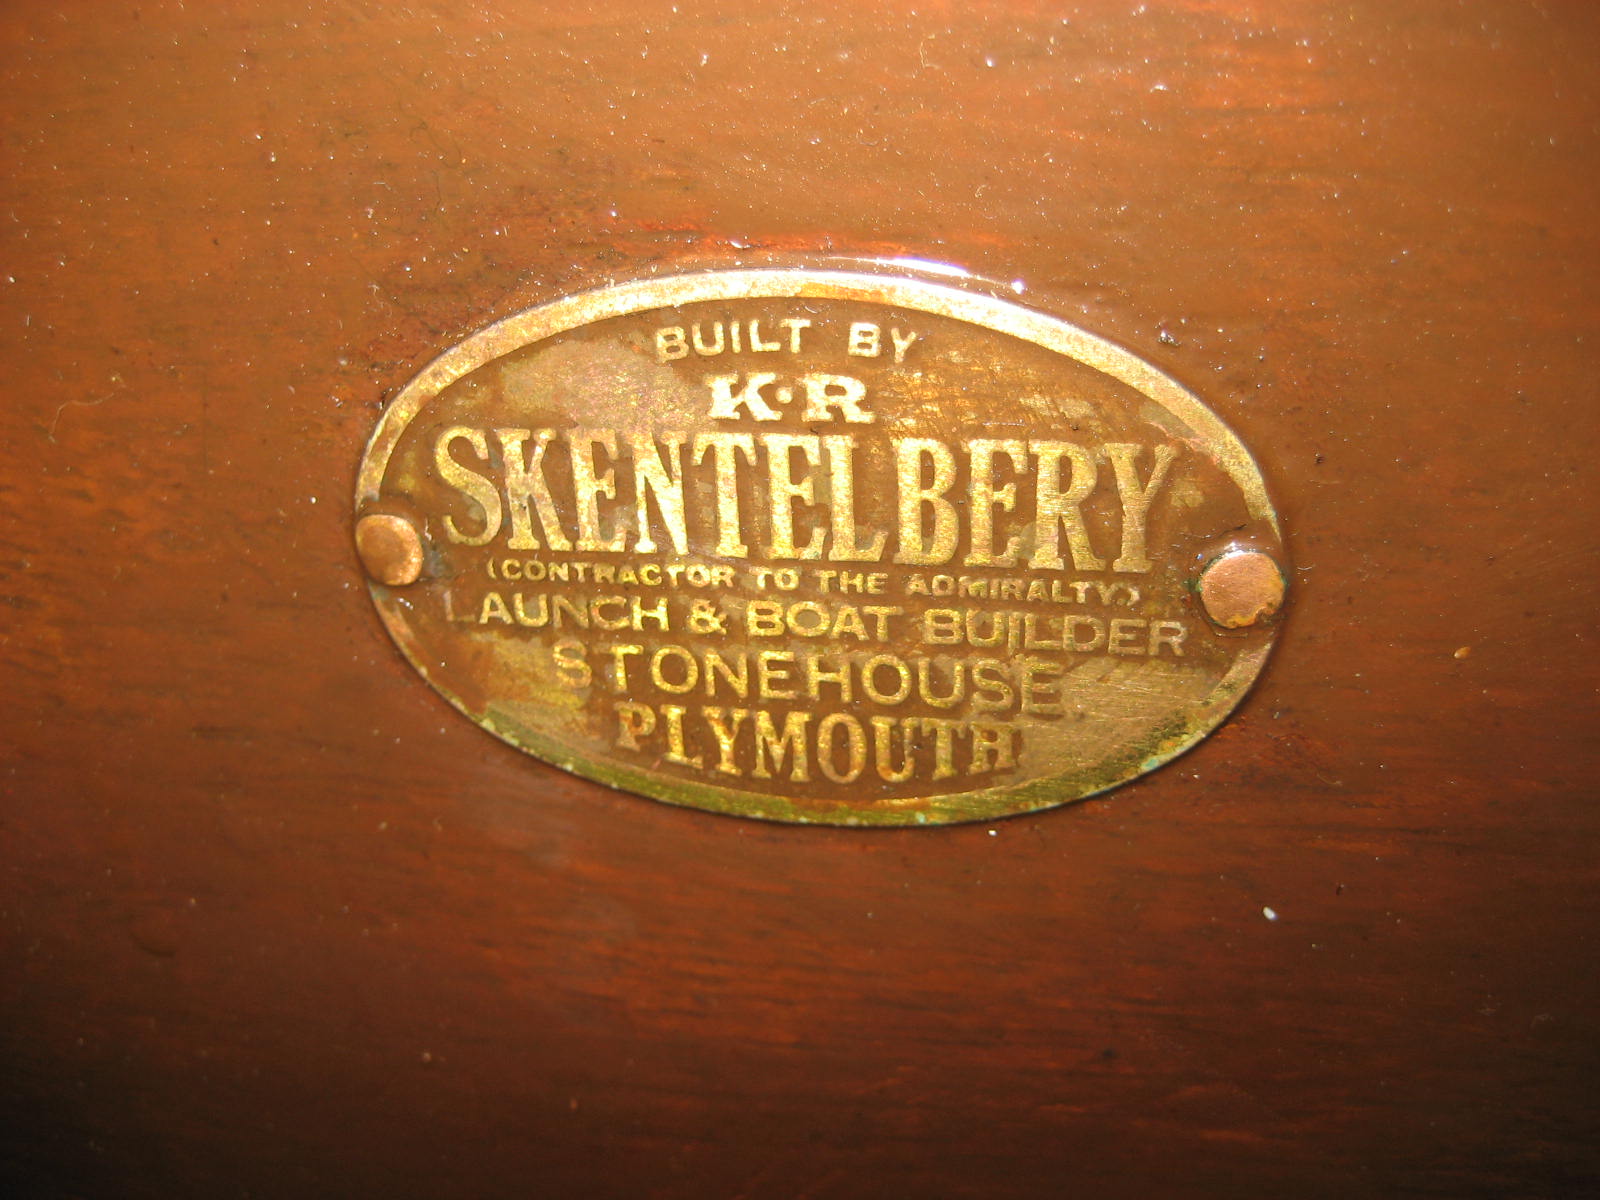 BUILT BY
K·R
SKENTELBERY
(CONTRACTOR TO THE ADMIRALTY)
LAUNCH & BOAT BUILDER
STONEHOUSE
PLYMOUTH